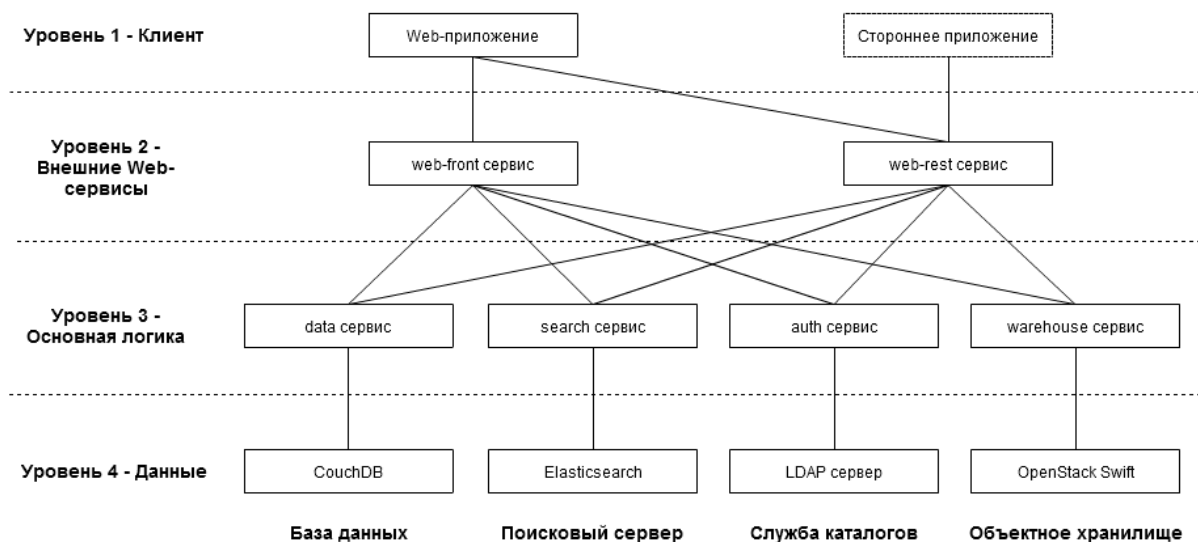 Уровень 1 - Клиент
Web-приложение
Стороннее приложение
Уровень 2 -
Внешние Web-
сервисы
web-front сервис
web-rest сервис
Уровень 3 -
Основная логика
data сервис
search сервис
auth сервис
warehouse сервис
Уровень 4 - Данные
CouchDB
Elasticsearch
LDAP сервер
OpenStack Swift
База данных
Поисковый сервер
Служба каталогов
Объектное хранилище